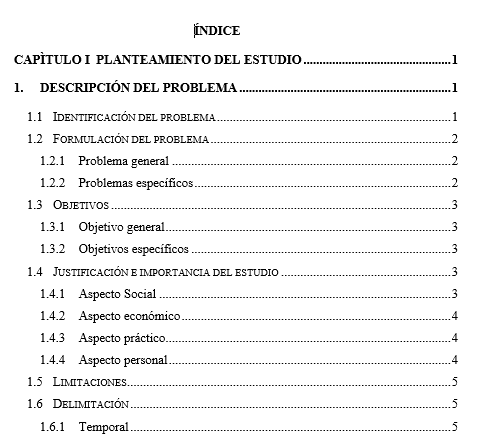 ÍNDICE
CAPÌTULO I PLANTEAMIENTO DEL ESTUDIO ........ 1
1. DESCRIPCIÓN DEL PROBLEMA ........ 1
1.1 IDENTIFICACIÓN DEL PROBLEMA ........ 1
1.2 FORMULACIÓN DEL PROBLEMA ........ 2
1.2.1 Problema general ........ 2
1.2.2 Problemas específicos ........ 2
1.3 OBJETIVOS ........ 3
1.3.1 Objetivo general ........ 3
1.3.2 Objetivos específicos ........ 3
1.4 JUSTIFICACIÓN E IMPORTANCIA DEL ESTUDIO ........ 3
1.4.1 Aspecto Social ........ 3
1.4.2 Aspecto económico ........ 4
1.4.3 Aspecto práctico ........ 4
1.4.4 Aspecto personal ........ 4
1.5 LIMITACIONES ........ 5
1.6 DELIMITACIÓN ........ 5
1.6.1 Temporal ........ 5